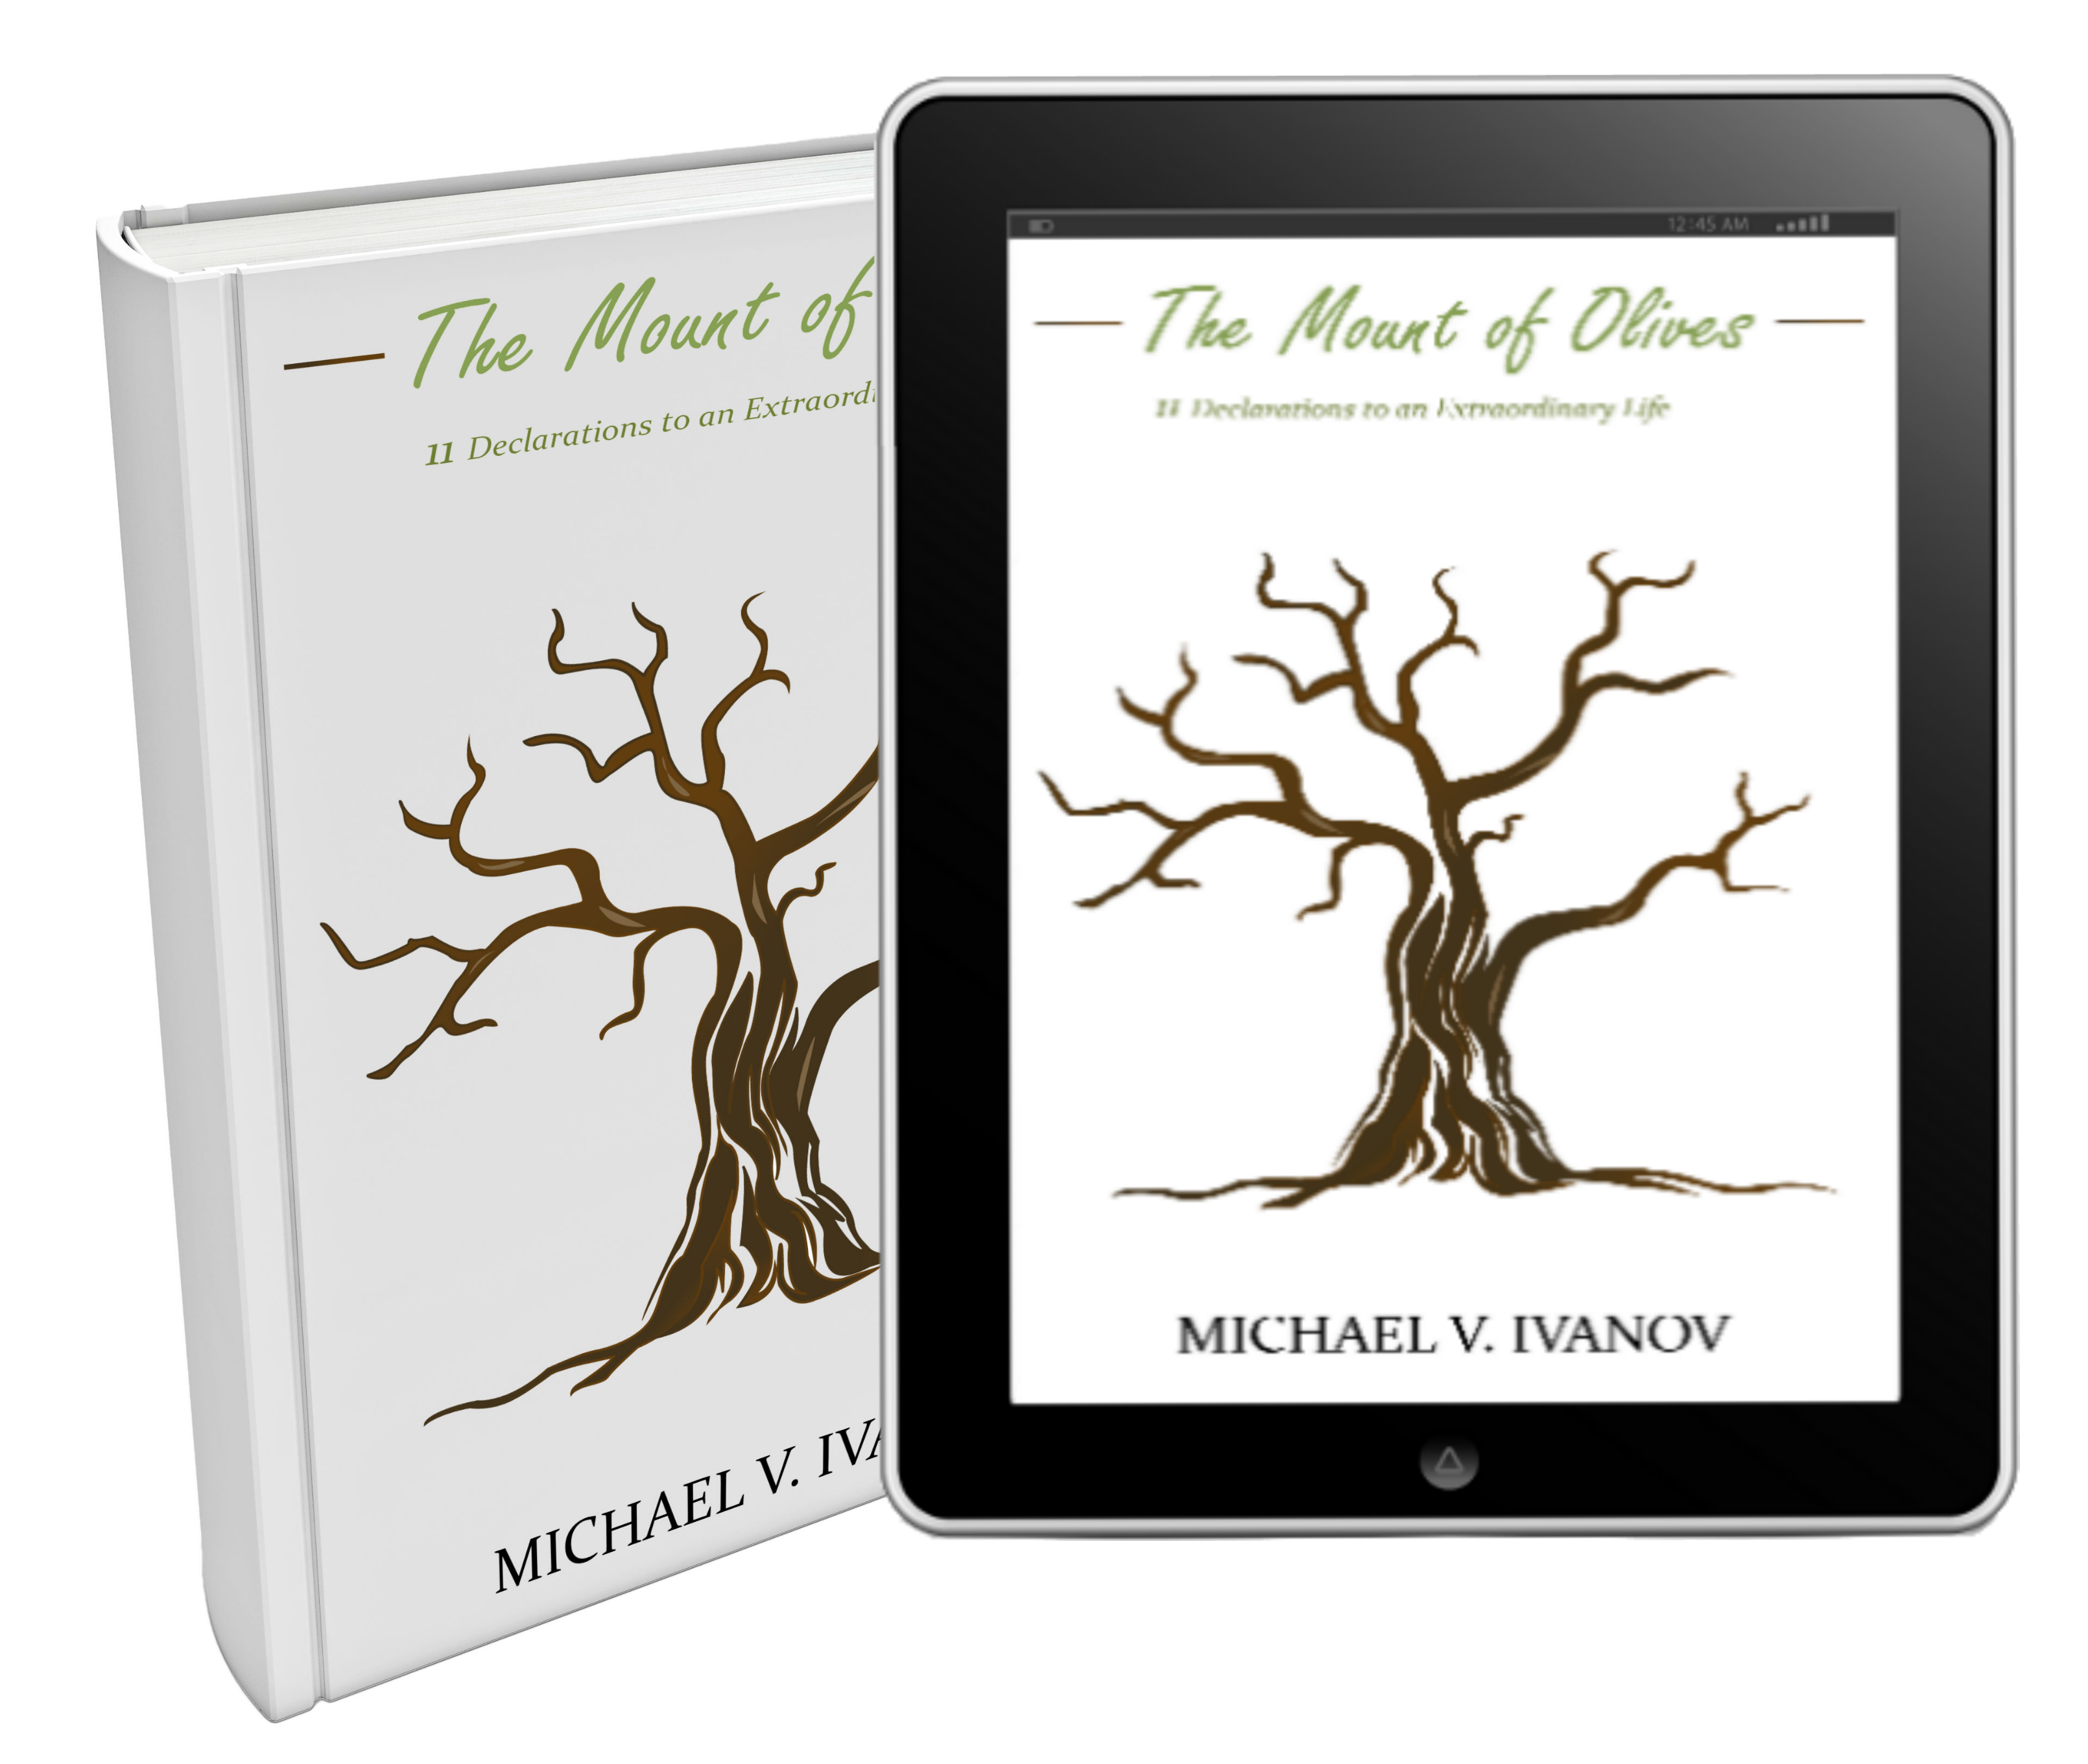 The Mount of
11 Declarations to an Extraordi
MICHAEL V. IVA
12:45 AM
The Mount of Olives
11 Declarations to an Extraordinary Life
MICHAEL V. IVANOV